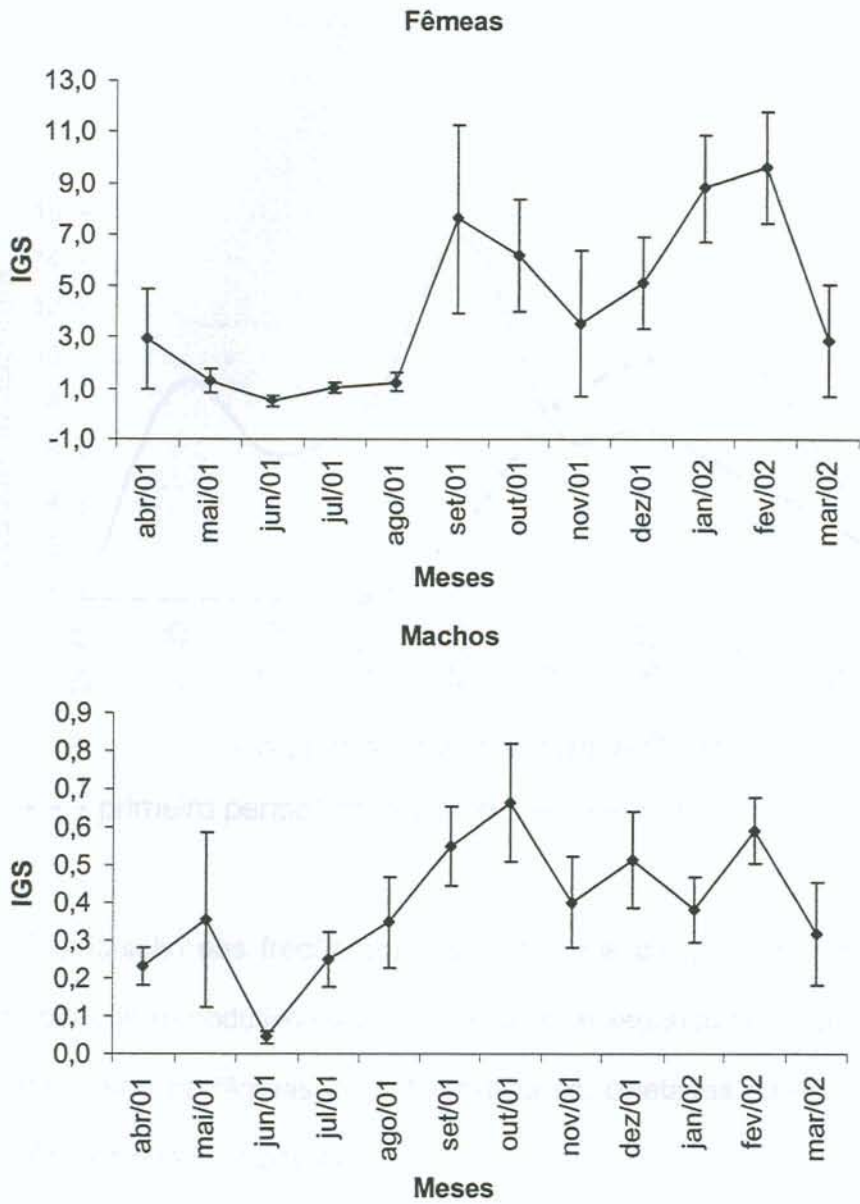 Fêmeas
13,0
11,0
9,0
7,0
5,0
3,0
1,0
-1,0
IGS
abr/01
mai/01
jun/01
jul/01
ago/01
set/01
out/01
nov/01
dez/01
jan/02
fev/02
mar/02
Meses
Machos
0,9
0,8
0,7
0,6
0,5
0,4
0,3
0,2
0,1
0,0
IGS
abr/01
mai/01
jun/01
jul/01
ago/01
set/01
out/01
nov/01
dez/01
jan/02
fev/02
mar/02
Meses